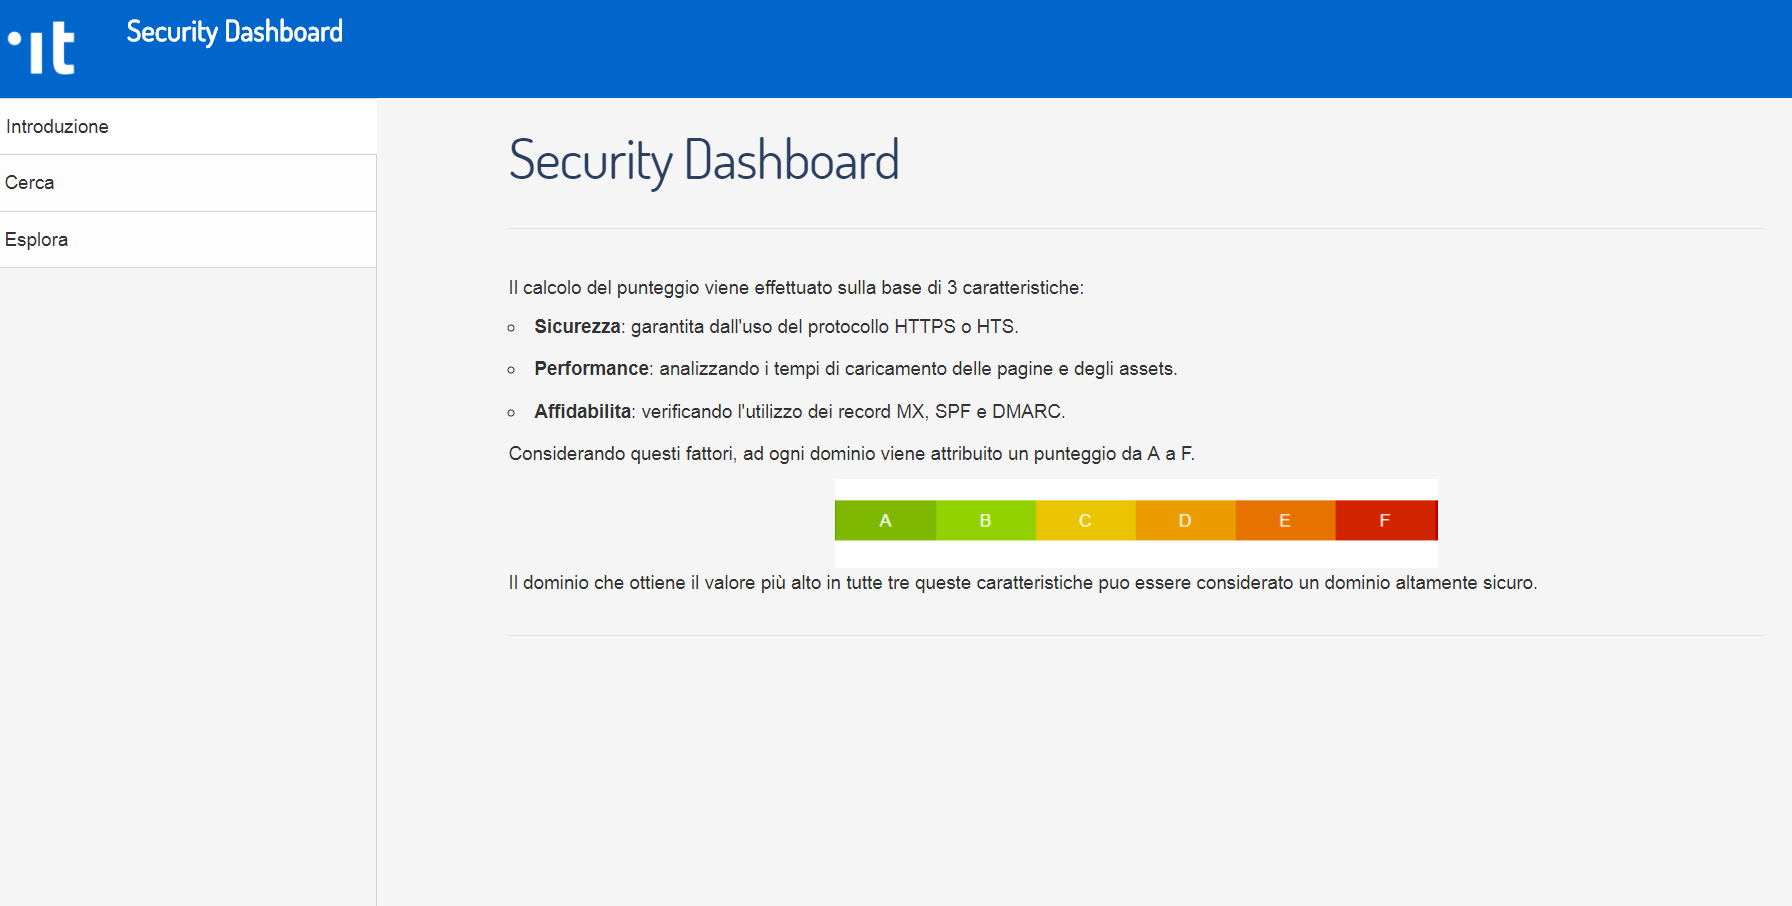 ·ıt
Security Dashboard
Introduzione
Cerca
Esplora
Security Dashboard
Il calcolo del punteggio viene effettuato sulla base di 3 caratteristiche:
Sicurezza: garantita dall'uso del protocollo HTTPS o HTS.
Performance: analizzando i tempi di caricamento delle pagine e degli assets.
Affidabilita: verificando l'utilizzo dei record MX, SPF e DMARC.
Considerando questi fattori, ad ogni dominio viene attribuito un punteggio da A a F.
A B C D E F
Il dominio che ottiene il valore più alto in tutte tre queste caratteristiche puo essere considerato un dominio altamente sicuro.